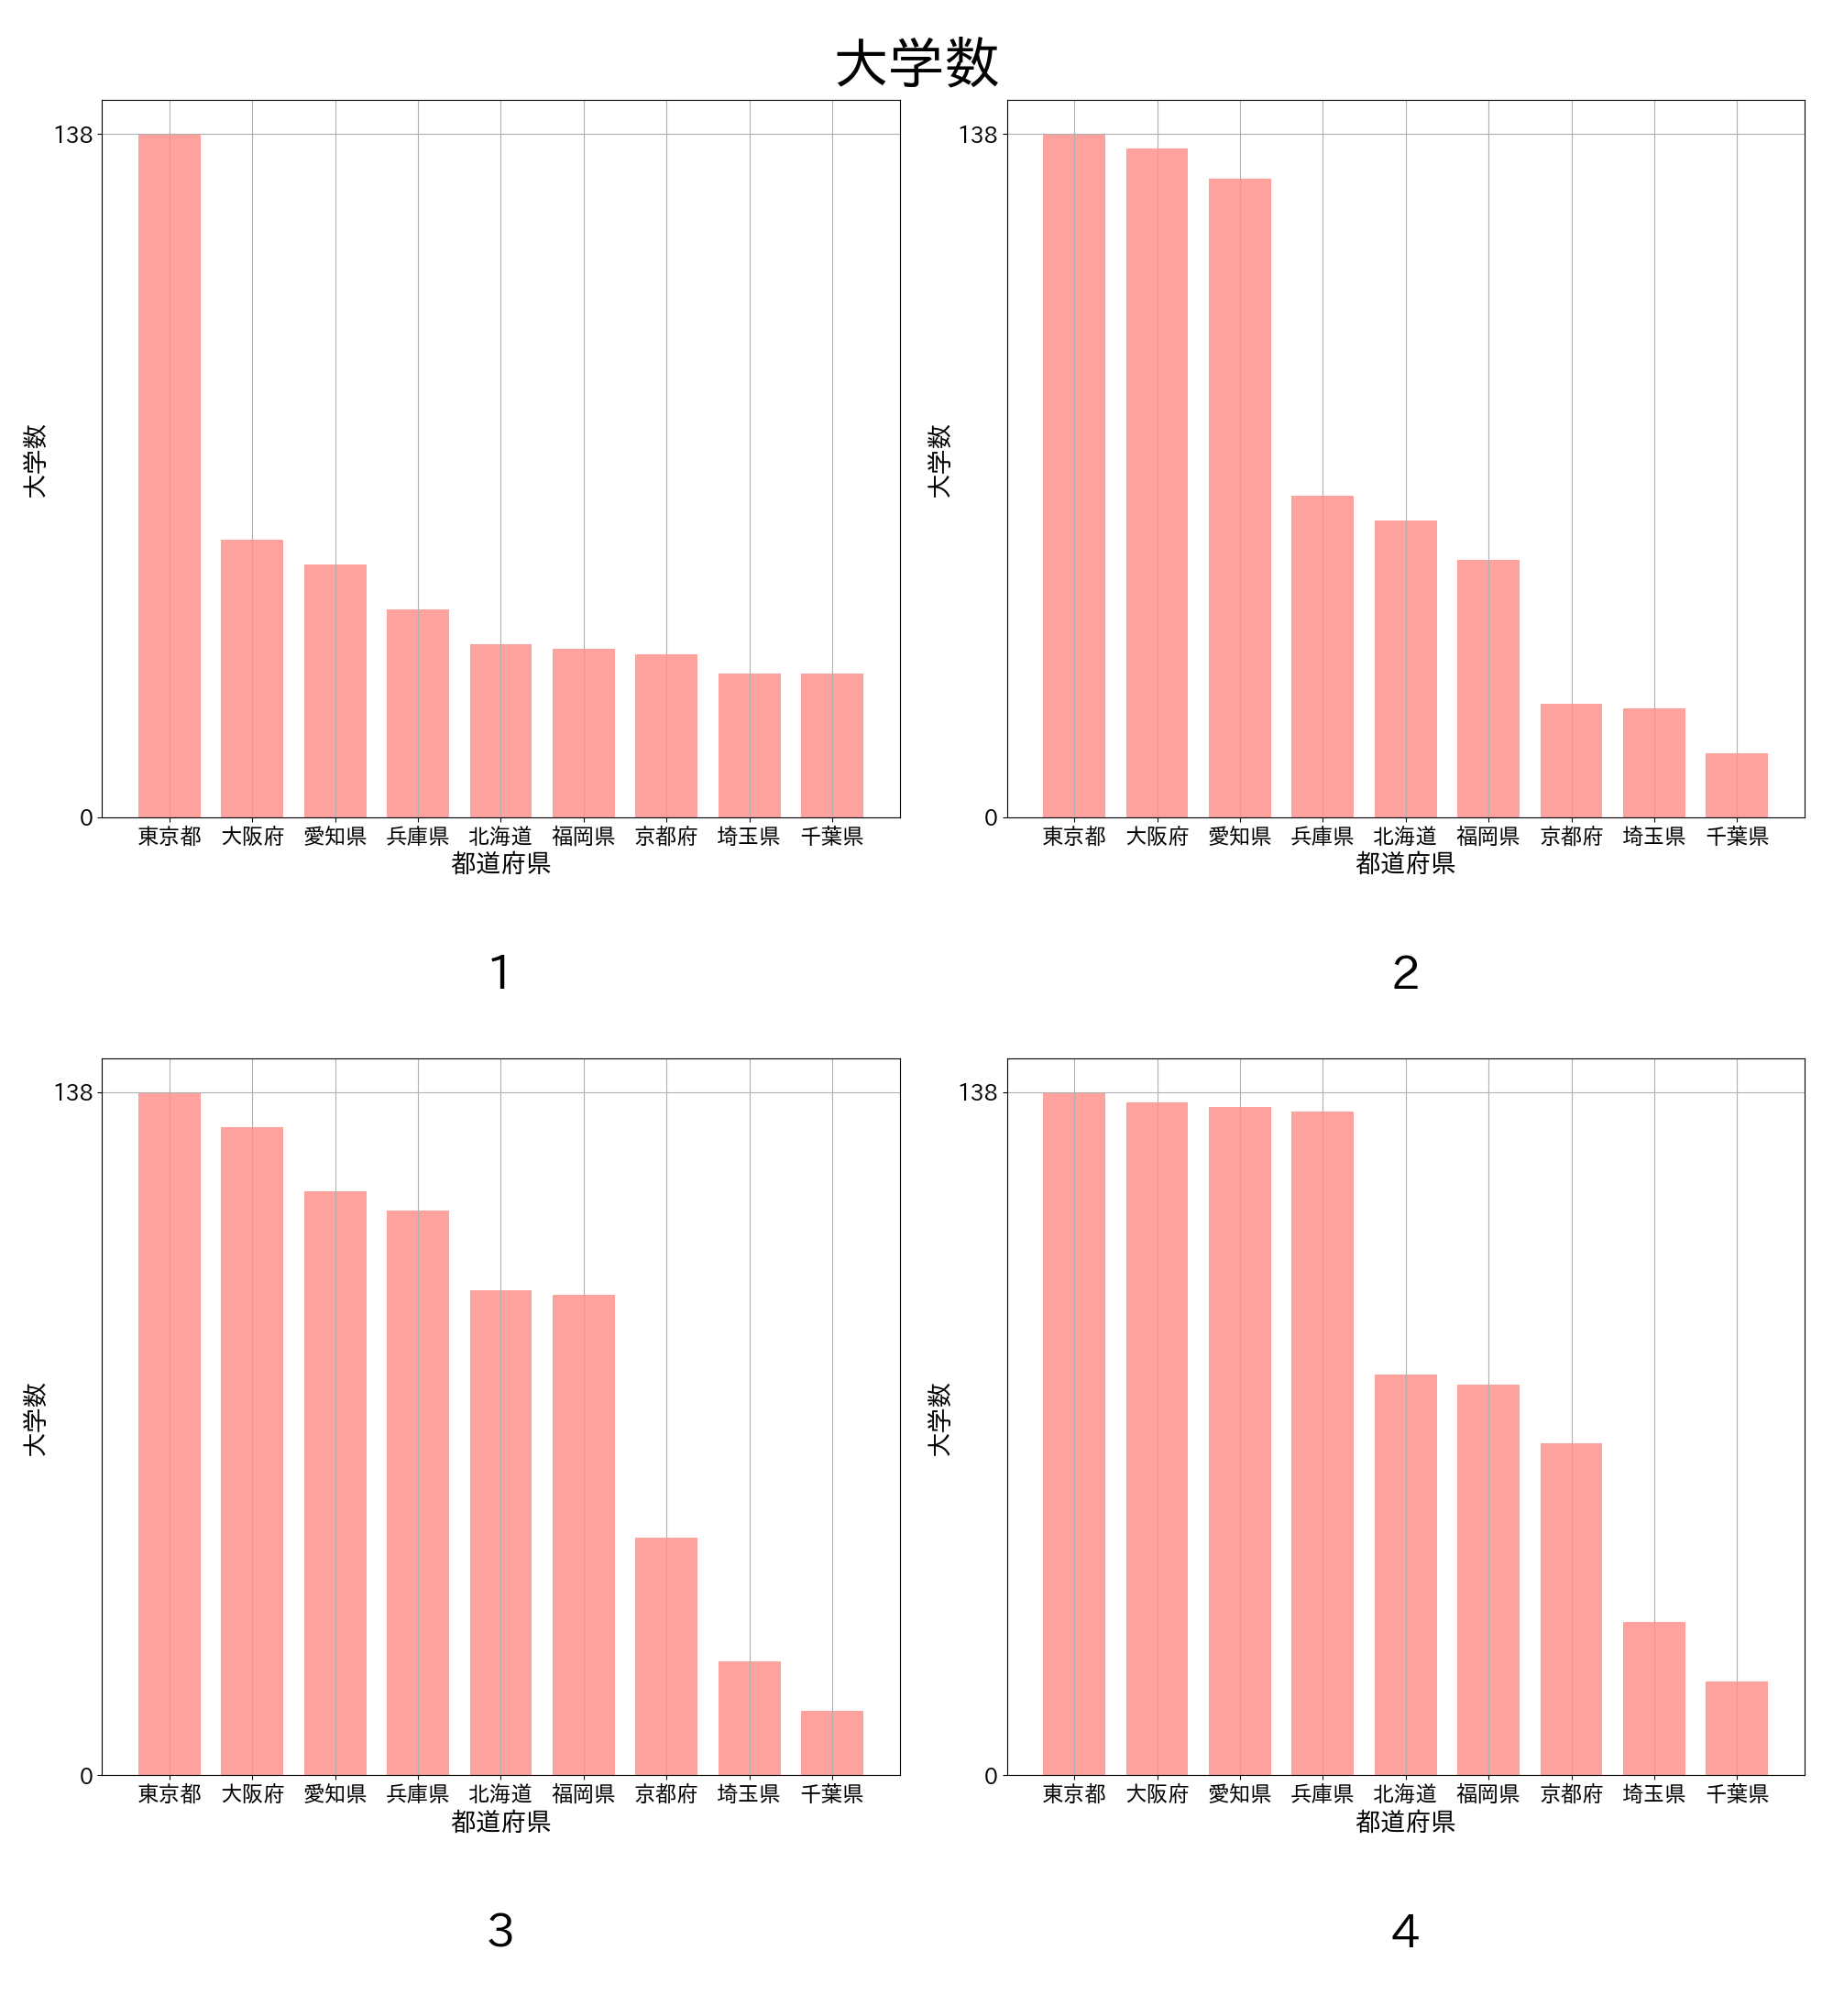 大学数
138
大学数
0
東京都 大阪府 愛知県 兵庫県 北海道 福岡県 京都府 埼玉県 千葉県
都道府県
1
138
大学数
0
東京都 大阪府 愛知県 兵庫県 北海道 福岡県 京都府 埼玉県 千葉県
都道府県
2
138
大学数
0
東京都 大阪府 愛知県 兵庫県 北海道 福岡県 京都府 埼玉県 千葉県
都道府県
3
138
大学数
0
東京都 大阪府 愛知県 兵庫県 北海道 福岡県 京都府 埼玉県 千葉県
都道府県
4